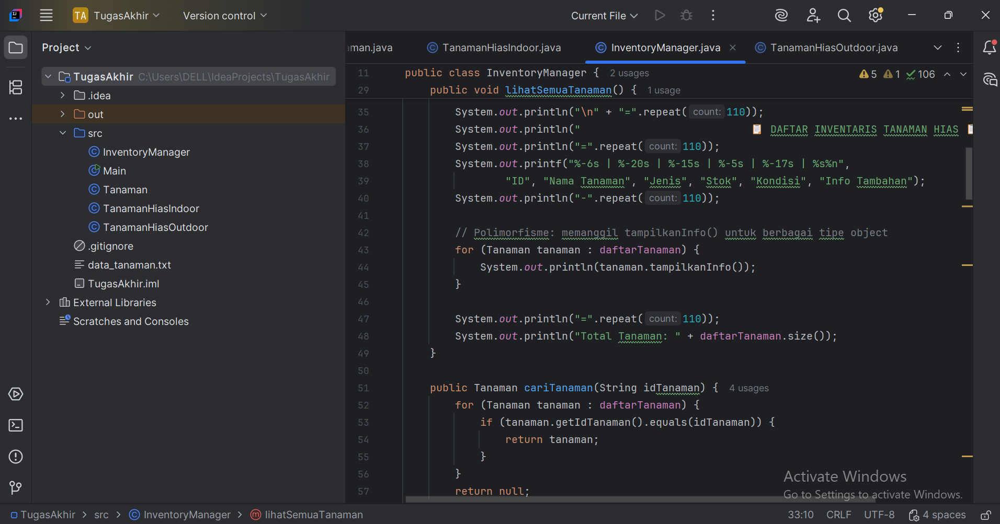 TA TugasAkhir Version control Current File
Project
aman.java TanamanHiasIndoor.java InventoryManager.java TanamanHiasOutdoor.java
TugasAkhir C:\Users\DELL\IdeaProjects\TugasAkhir
.idea
out
src
InventoryManager
Main
Tanaman
TanamanHiasIndoor
TanamanHiasOutdoor
.gitignore
data_tanaman.txt
TugasAkhir.iml
External Libraries
Scratches and Consoles
5 1 106
11 public class InventoryManager { 2 usages
29 public void lihatSemuaTanaman() { 1 usage
35 System.out.println("\n" + "=".repeat( count: 110));
36 System.out.println(" 📋 DAFTAR INVENTARIS TANAMAN HIAS 📋
37 System.out.println("=".repeat( count: 110));
38 System.out.printf("%-6s | %-20s | %-15s | %-5s | %-17s | %s%n",
39 "ID", "Nama Tanaman", "Jenis", "Stok", "Kondisi", "Info Tambahan");
40 System.out.println("-".repeat( count: 110));
41
42 // Polimorfisme: memanggil tampilkanInfo() untuk berbagai tipe object
43 for (Tanaman tanaman : daftarTanaman) {
44 System.out.println(tanaman.tampilkanInfo());
45 }
46
47 System.out.println("=".repeat( count: 110));
48 System.out.println("Total Tanaman: " + daftarTanaman.size());
49 }
50
51 public Tanaman cariTanaman(String idTanaman) { 4 usages
52 for (Tanaman tanaman : daftarTanaman) {
53 if (tanaman.getIdTanaman().equals(idTanaman)) {
54 return tanaman;
55 }
56 }
57 return null;
Activate Windows
Go to Settings to activate Windows.
TugasAkhir > src > InventoryManager > lihatSemuaTanaman 33:10 CRLF UTF-8 4 spaces